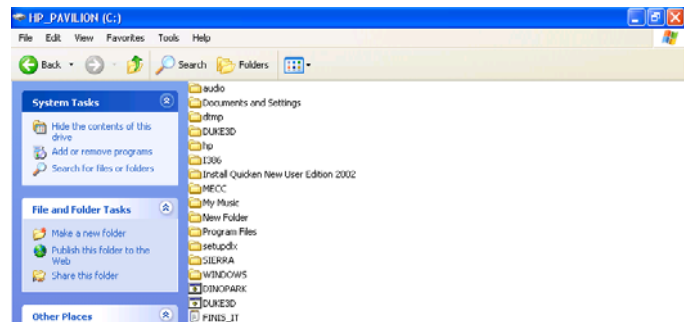 HP_PAVILION (C:)
File Edit View Favorites Tools Help
Back Search Folders
System Tasks
Hide the contents of this
drive
Add or remove programs
Search for files or folders
File and Folder Tasks
Make a new folder
Publish this folder to the
Web
Share this folder
Other Places
audio
Documents and Settings
dtmp
DUKE3D
hp
I386
Install Quicken New User Edition 2002
MECC
My Music
New Folder
Program Files
setupdlx
SIERRA
WINDOWS
DINOPARK
DUKE3D
FINIS_IT